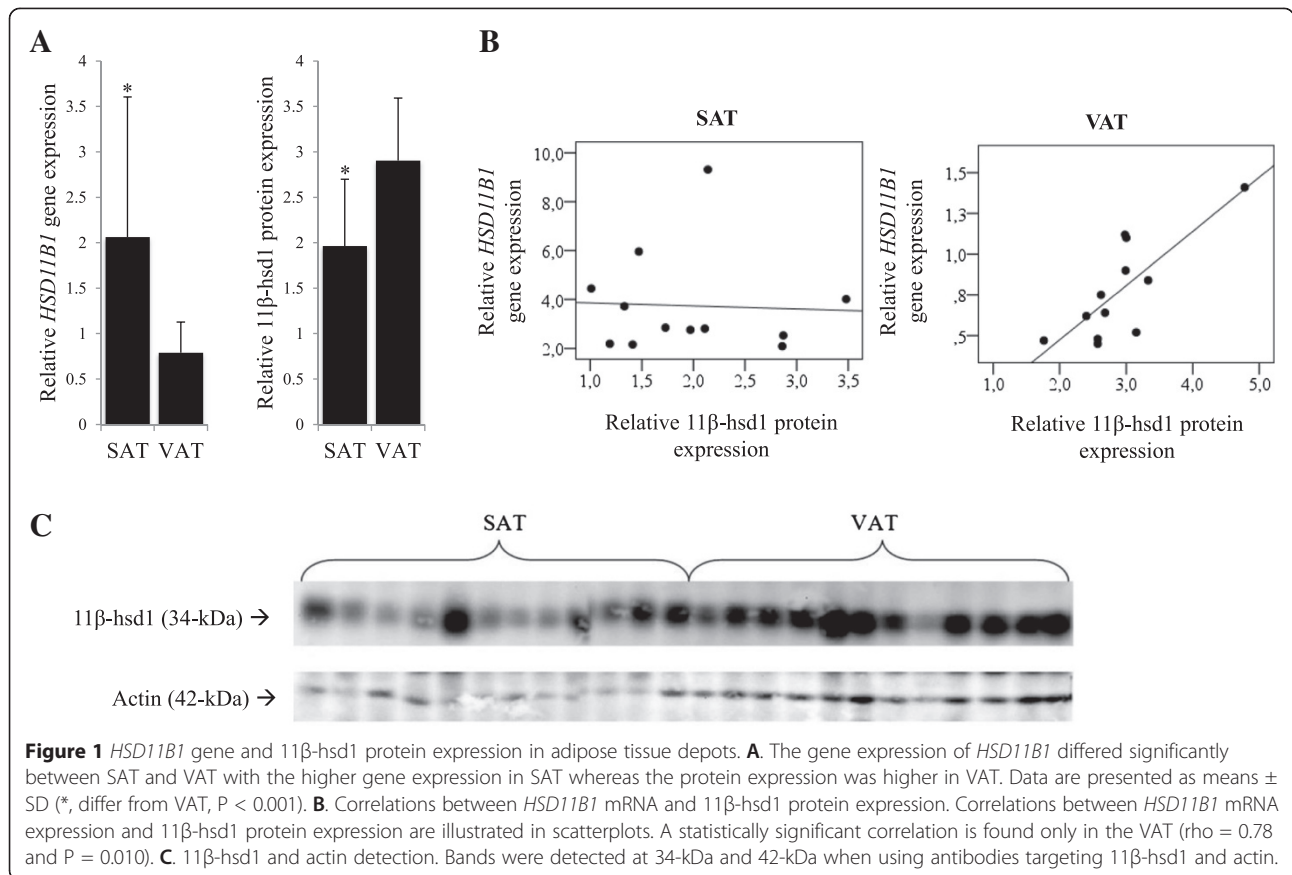 A
Relative HSD11B1 gene expression
4
3.5
3
2.5
2
1.5
1
0.5
0
*
SAT VAT
Relative 11β-hsd1 protein expression
4
3.5
3
2.5
2
1.5
1
0.5
0
*
SAT VAT
B
SAT
Relative HSD11B1
gene expression
10,0
8,0
6,0
4,0
2,0
1,0 1,5 2,0 2,5 3,0 3,5
Relative 11β-hsd1 protein
expression
VAT
Relative HSD11B1
gene expression
1,5
1,3
1,0
,8
,5
1,0 2,0 3,0 4,0 5,0
Relative 11β-hsd1 protein
expression
C
SAT
VAT
11β-hsd1 (34-kDa) →
Actin (42-kDa) →
Figure 1 HSD11B1 gene and 11β-hsd1 protein expression in adipose tissue depots. A. The gene expression of HSD11B1 differed significantly
between SAT and VAT with the higher gene expression in SAT whereas the protein expression was higher in VAT. Data are presented as means ±
SD (*, differ from VAT, P < 0.001). B. Correlations between HSD11B1 mRNA and 11β-hsd1 protein expression. Correlations between HSD11B1 mRNA
expression and 11β-hsd1 protein expression are illustrated in scatterplots. A statistically significant correlation is found only in the VAT (rho = 0.78
and P = 0.010). C. 11β-hsd1 and actin detection. Bands were detected at 34-kDa and 42-kDa when using antibodies targeting 11β-hsd1 and actin.